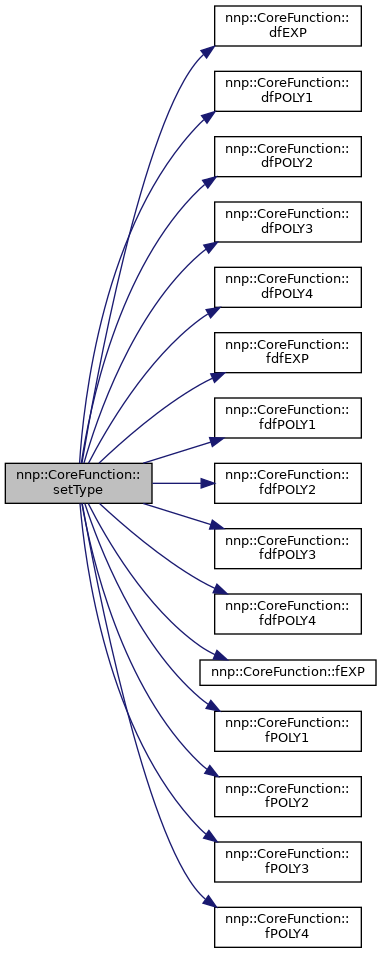 nnp::CoreFunction::
setType
nnp::CoreFunction::
dfEXP
nnp::CoreFunction::
dfPOLY1
nnp::CoreFunction::
dfPOLY2
nnp::CoreFunction::
dfPOLY3
nnp::CoreFunction::
dfPOLY4
nnp::CoreFunction::
fdfEXP
nnp::CoreFunction::
fdfPOLY1
nnp::CoreFunction::
fdfPOLY2
nnp::CoreFunction::
fdfPOLY3
nnp::CoreFunction::
fdfPOLY4
nnp::CoreFunction::fEXP
nnp::CoreFunction::
fPOLY1
nnp::CoreFunction::
fPOLY2
nnp::CoreFunction::
fPOLY3
nnp::CoreFunction::
fPOLY4